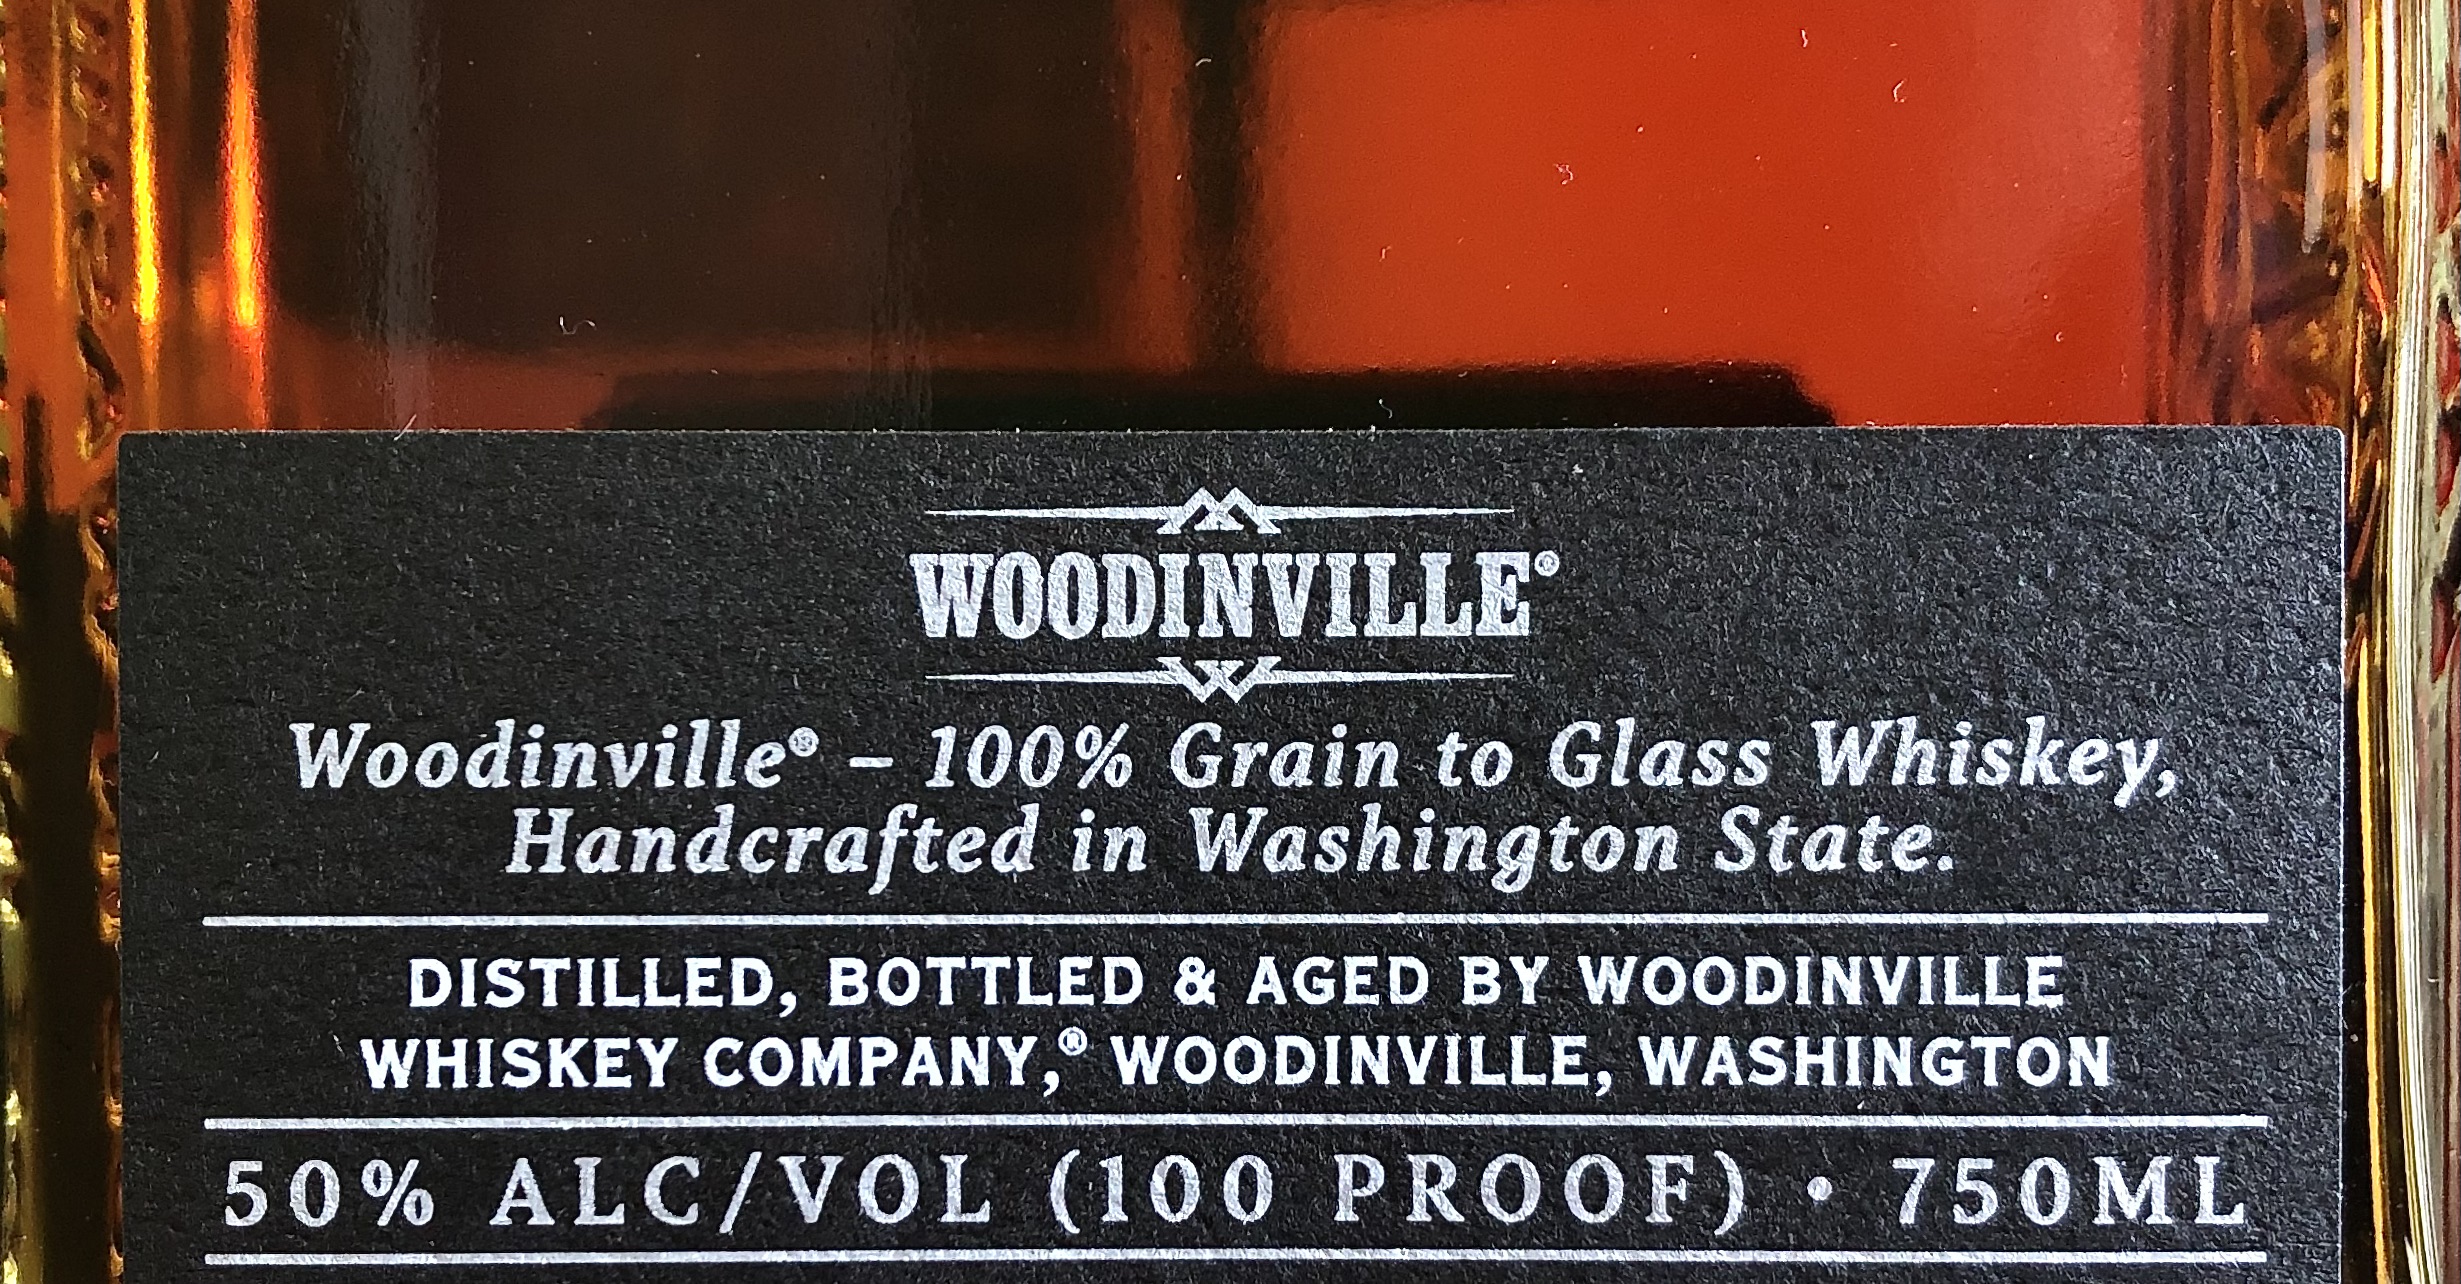 WOODINVILLE®
Woodinville® – 100% Grain to Glass Whiskey,
Handcrafted in Washington State.
DISTILLED, BOTTLED & AGED BY WOODINVILLE
WHISKEY COMPANY,® WOODINVILLE, WASHINGTON
50% ALC/VOL (100 PROOF) • 750ML